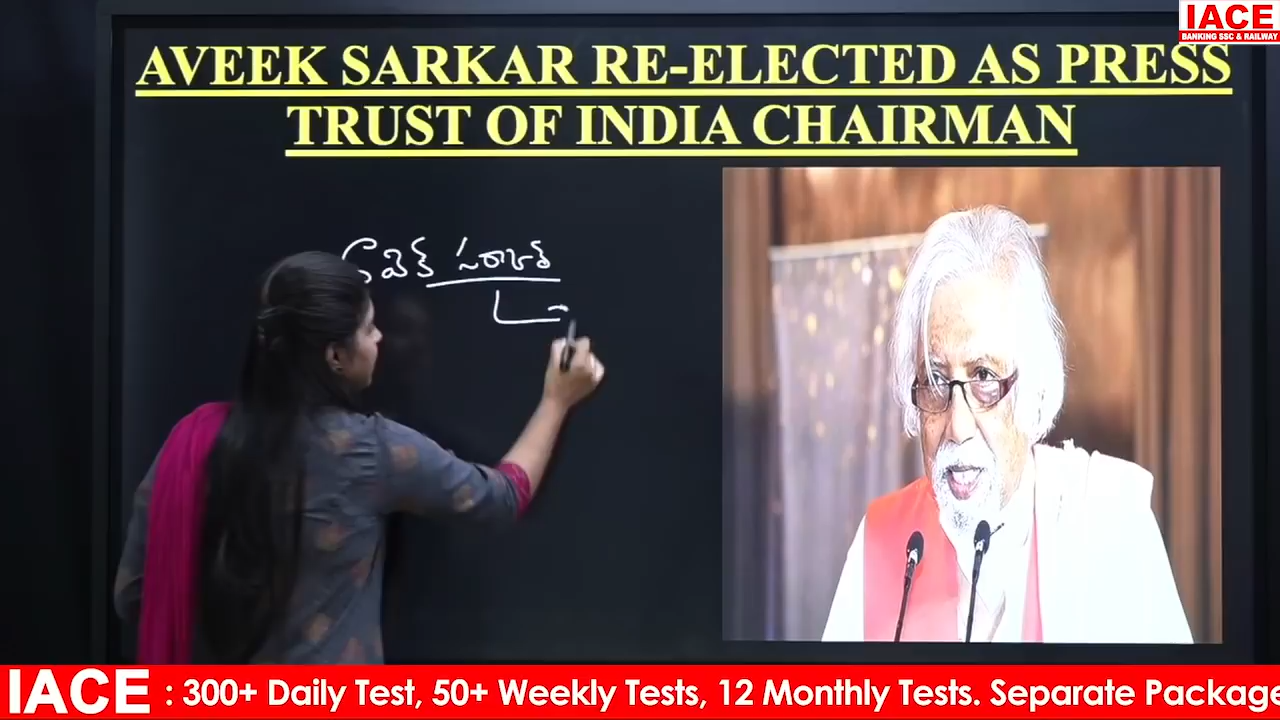 IACE
BANKING SSC & RAILWAY
AVEEK SARKAR RE-ELECTED AS PRESS
TRUST OF INDIA CHAIRMAN
IACE : 300+ Daily Test, 50+ Weekly Tests, 12 Monthly Tests. Separate Package